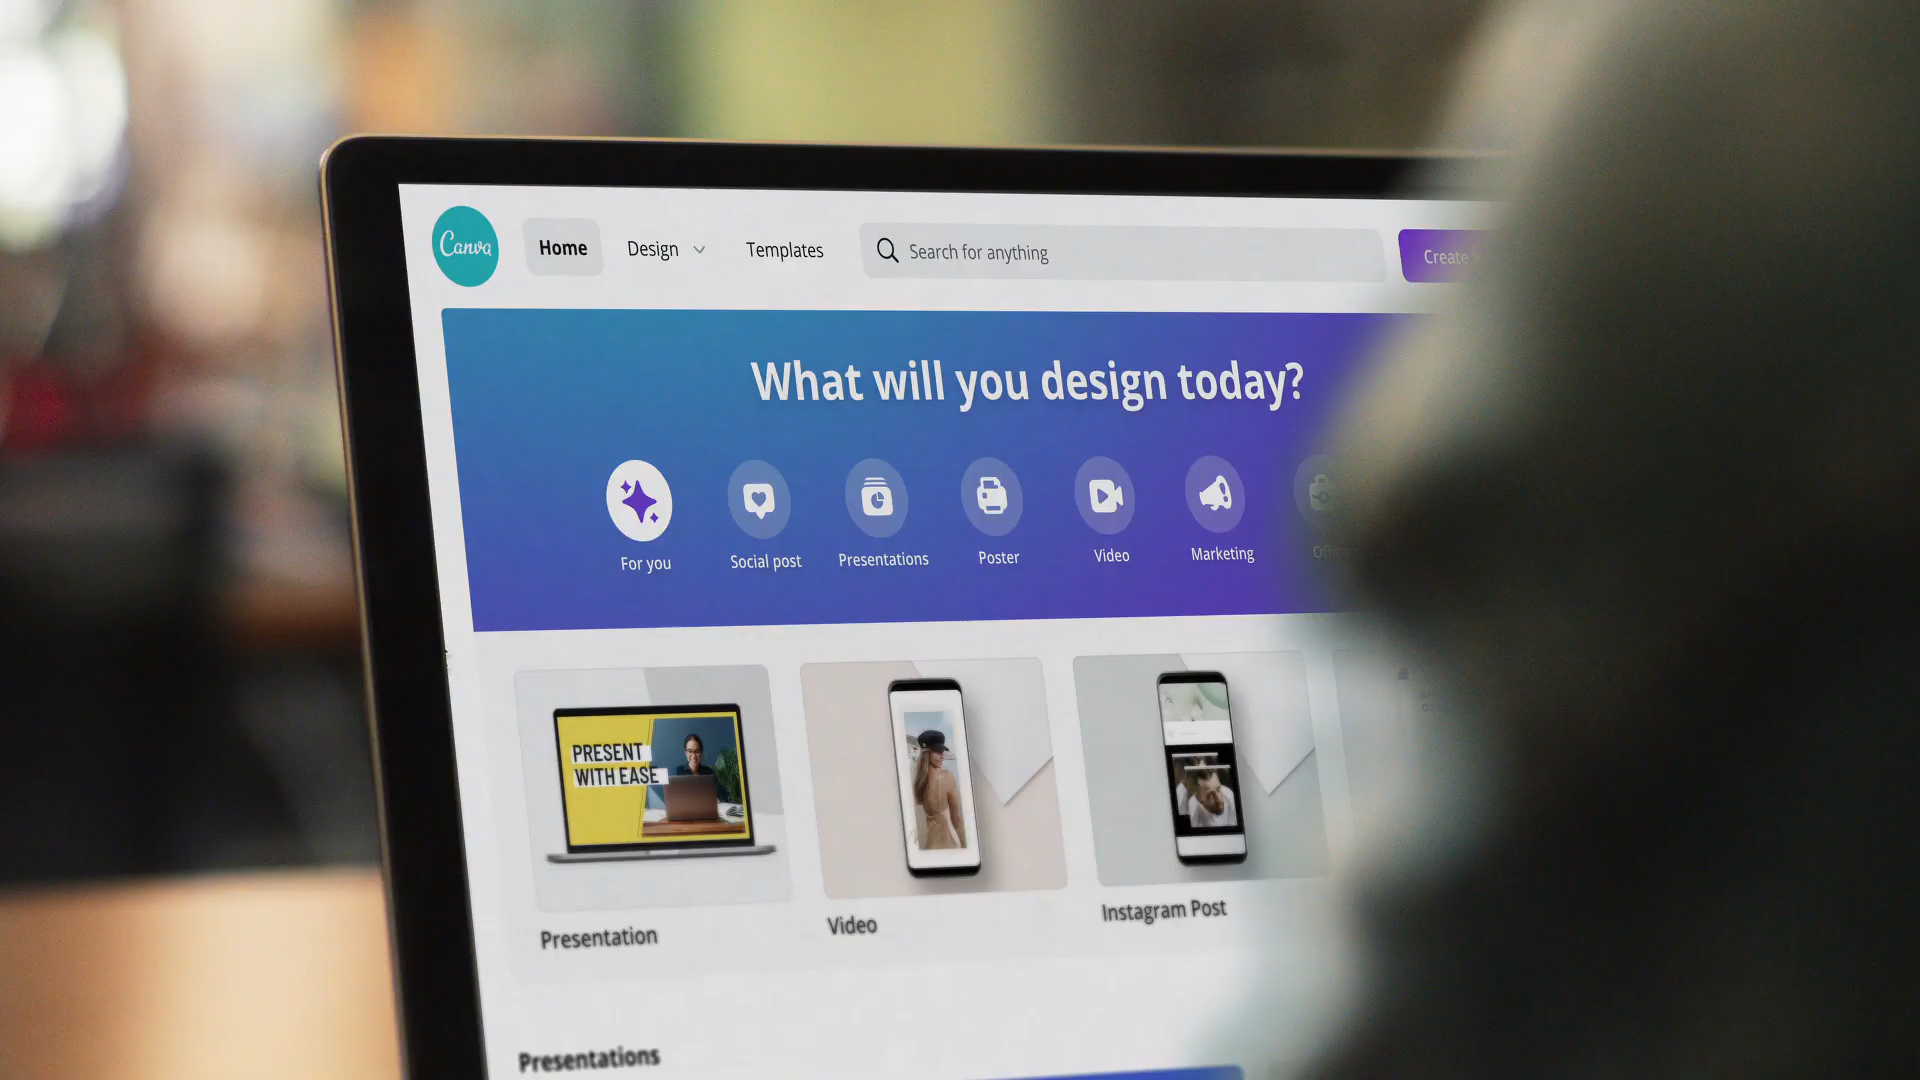 Canva
Home
Design
Templates
Search for anything
Create
What will you design today?
For you
Social post
Presentations
Poster
Video
Marketing
PRESENT
WITH EASE
Presentation
Video
Instagram Post
Presentations